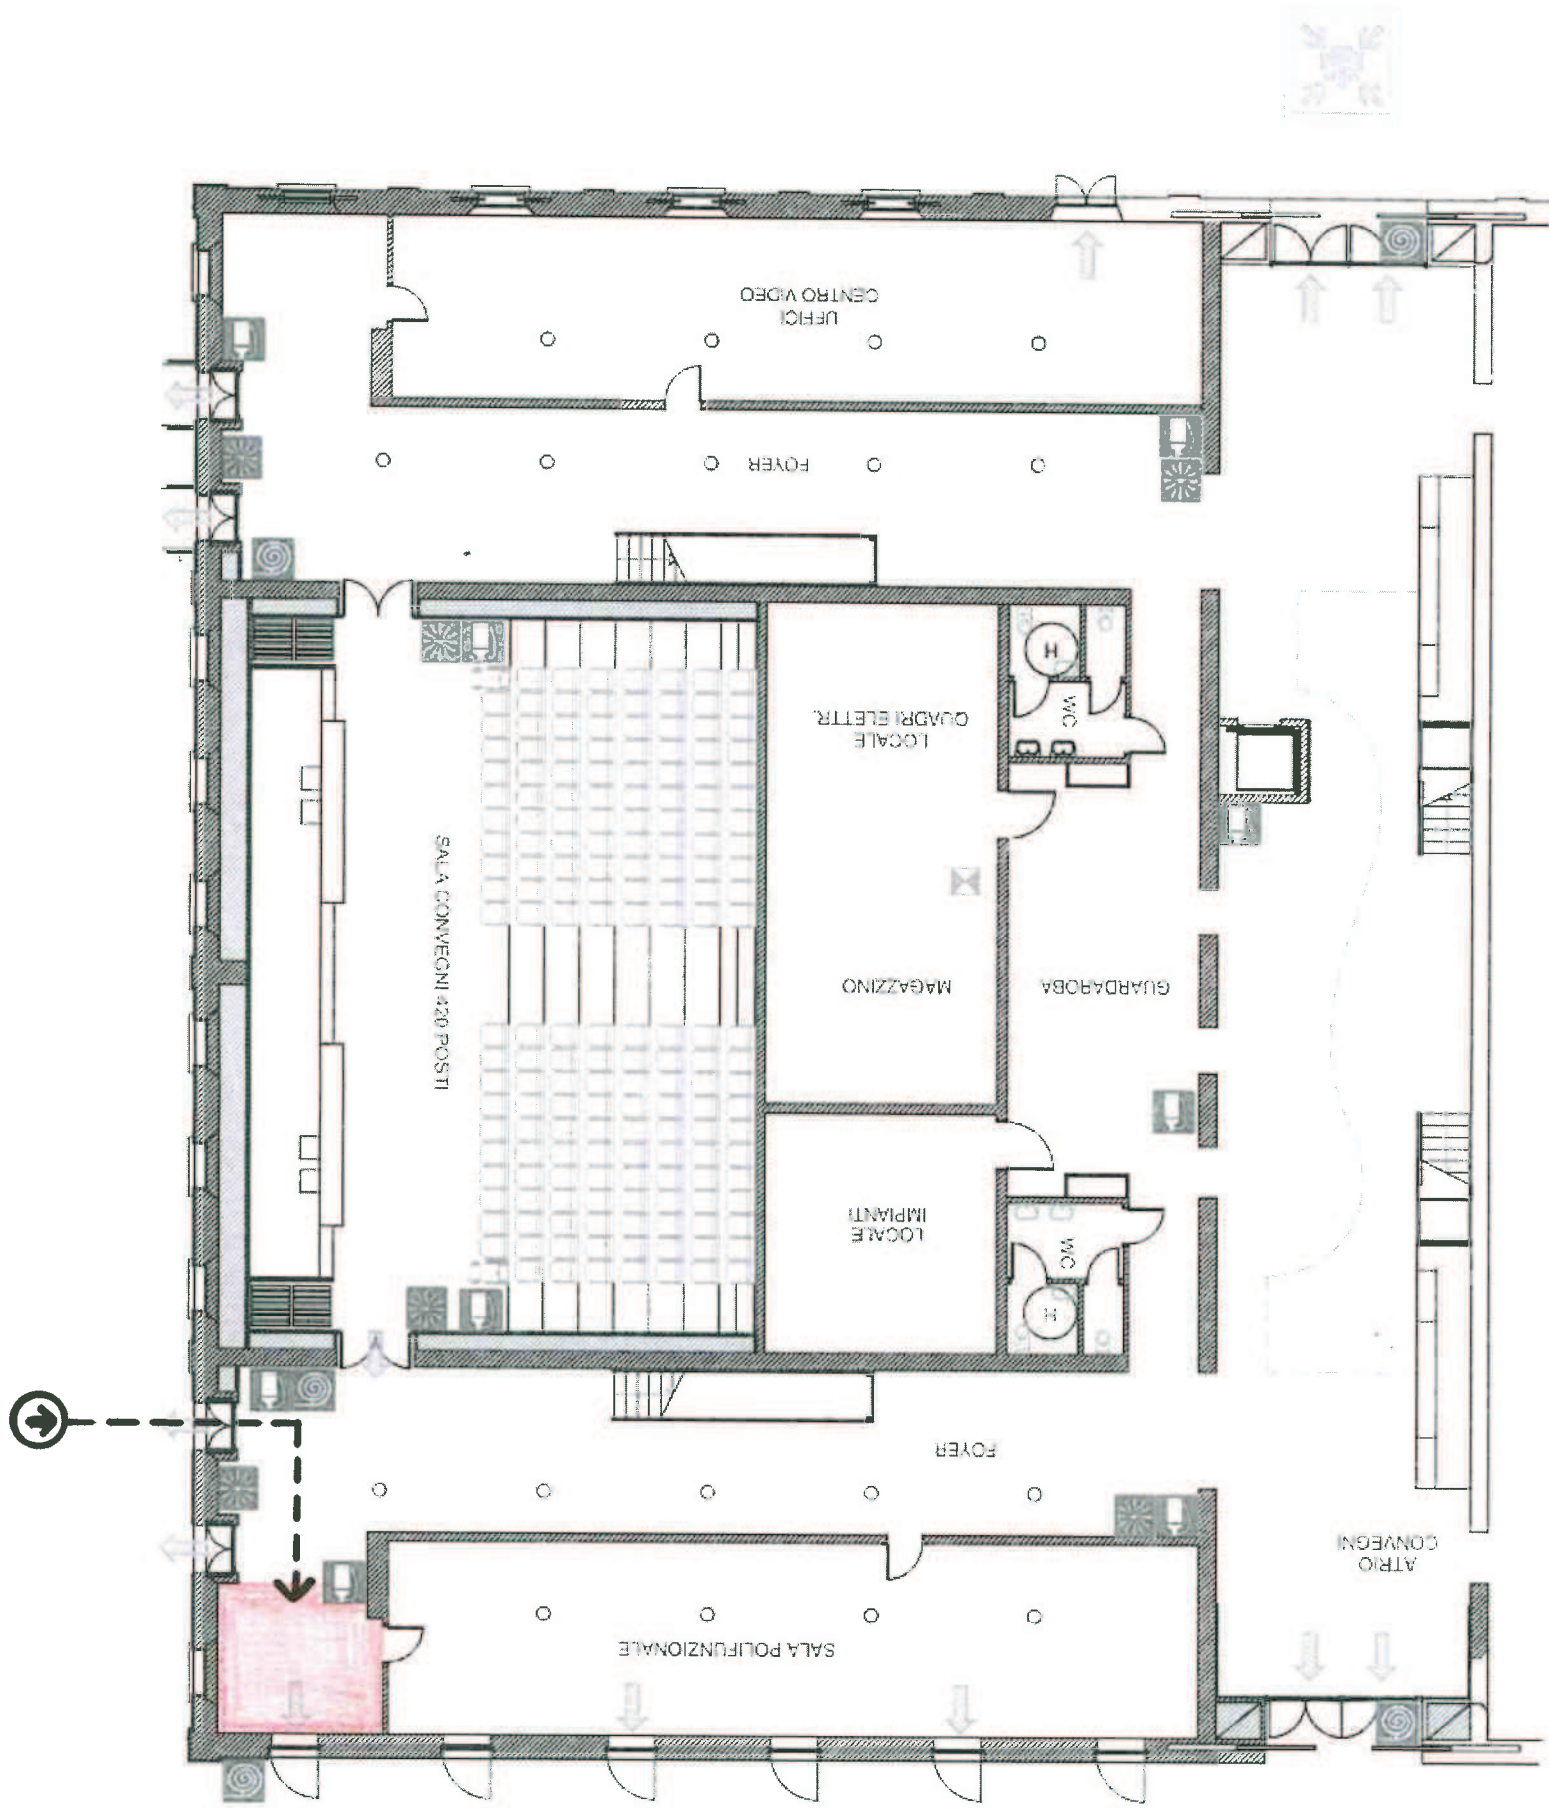 UFFICI
CENTRO VIDEO
FOYER
LOCALE
QUADRI ELETTR.
WC
H
SALA CONVEGNI 420 POSTI
MAGAZZINO
GUARDAROBA
LOCALE
IMPIANTI
WC
H
FOYER
ATRIO
CONVEGNI
SALA POLIFUNZIONALE